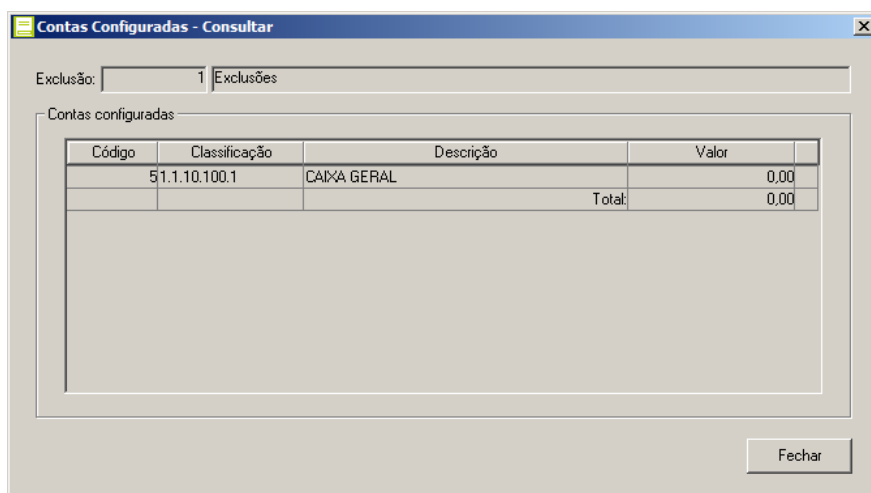 Contas Configuradas - Consultar
Exclusão: 1 Exclusões
Contas configuradas
Código Classificação Descrição Valor
5 1.1.10.100.1 CAIXA GERAL 0,00
Total: 0,00
Fechar